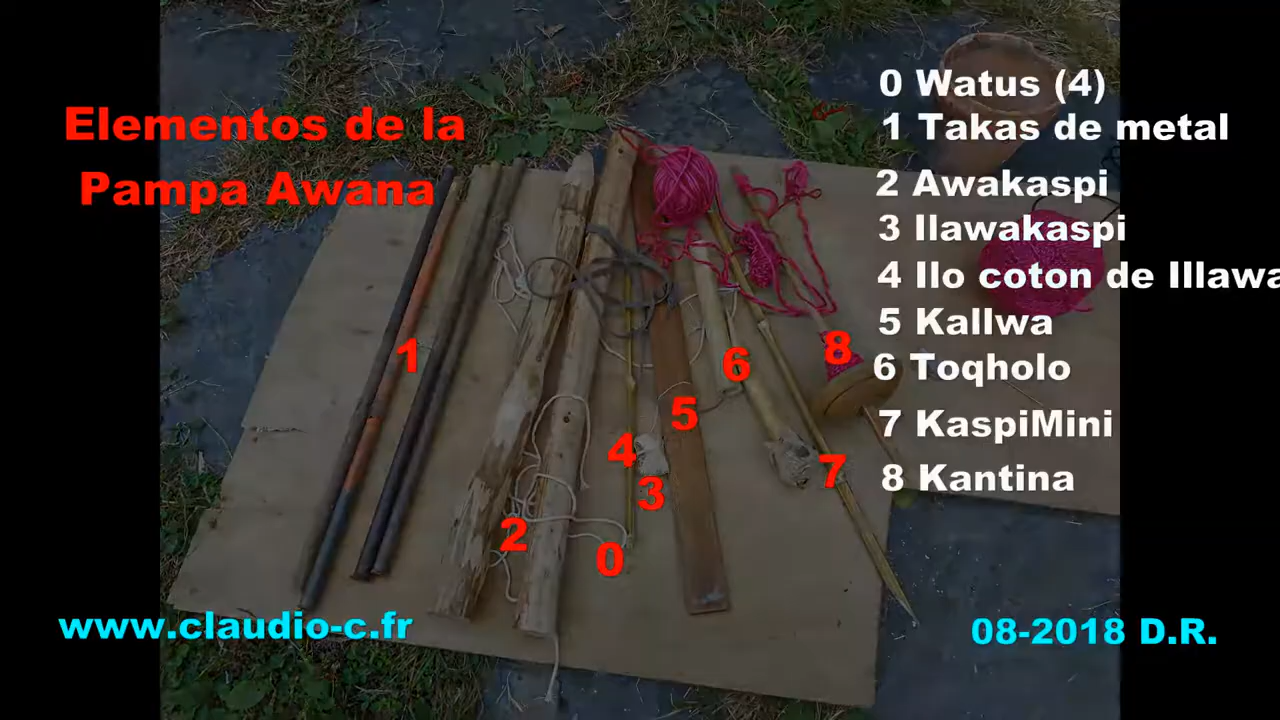 Elementos de la
Pampa Awana
0 Watus (4)
1 Takas de metal
2 Awakaspi
3 Ilawakaspi
4 Ilo coton de Illawa
5 Kallwa
6 Toqholo
7 KaspiMini
8 Kantina
1
2
0
4
3
5
6
7
8
www.claudio-c.fr
08-2018 D.R.